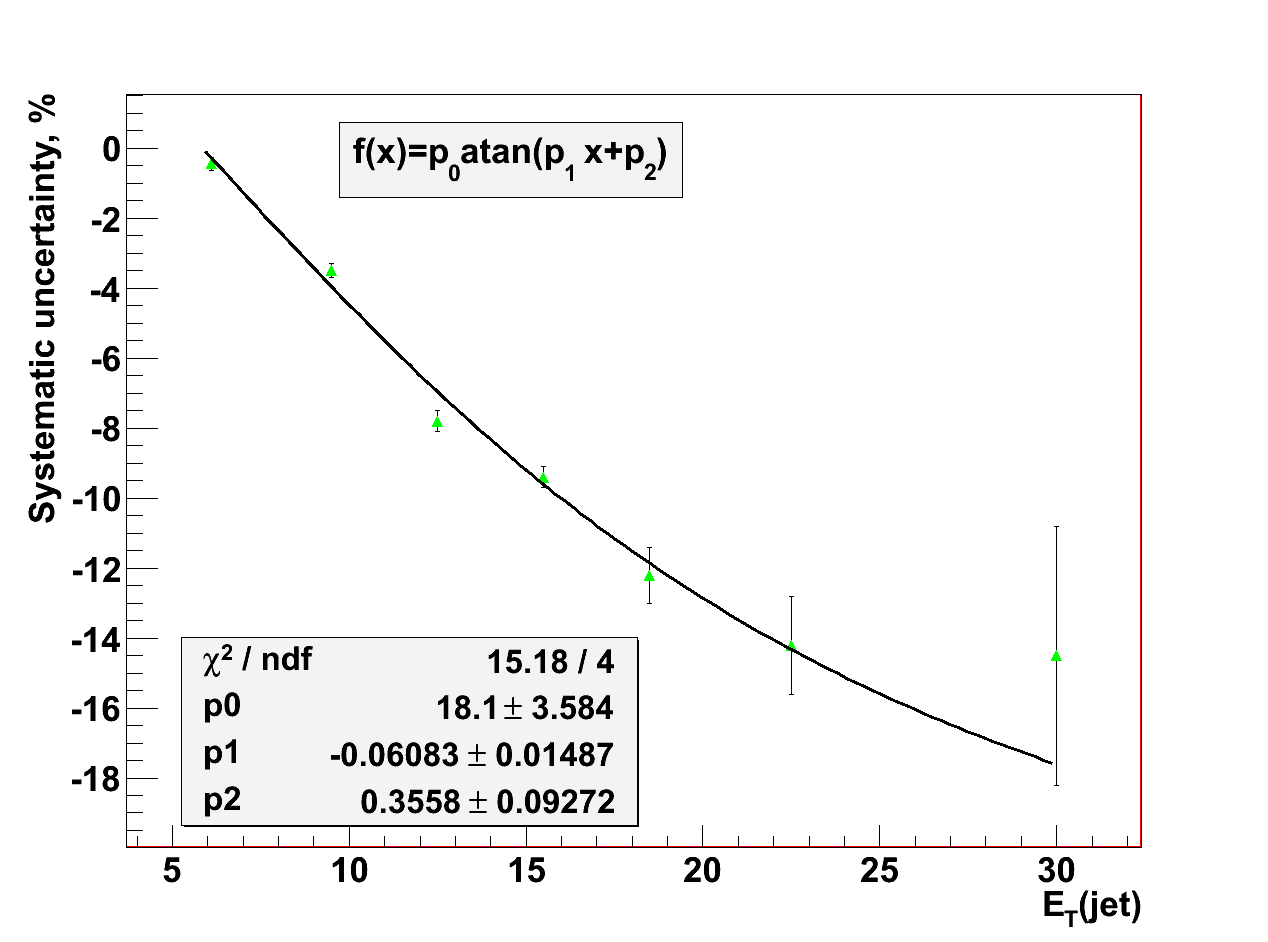 Systematic uncertainty, %
f(x)=p0atan(p1 x+p2)
0
-2
-4
-6
-8
-10
-12
-14
-16
-18
χ2 / ndf 15.18 / 4
p0 18.1 ± 3.584
p1 -0.06083 ± 0.01487
p2 0.3558 ± 0.09272
5 10 15 20 25 30
ET(jet)